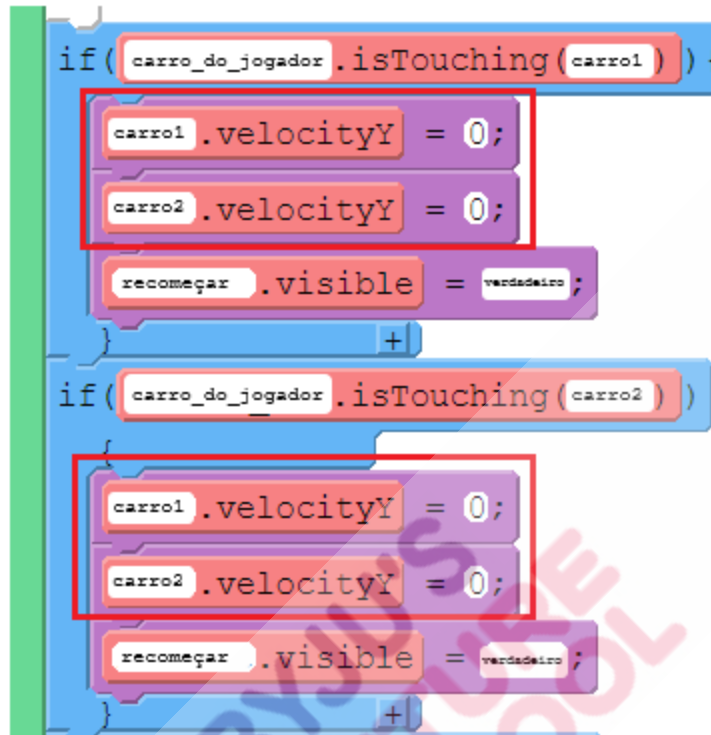 if(carro_do_jogador.isTouching(carro1))
carro1.velocityY = 0;
carro2.velocityY = 0;
recomeçar.visible = verdadeiro;
} +
if(carro_do_jogador.isTouching(carro2))
{
carro1.velocityY = 0;
carro2.velocityY = 0;
recomeçar.visible = verdadeiro;
} +
BYJU'S